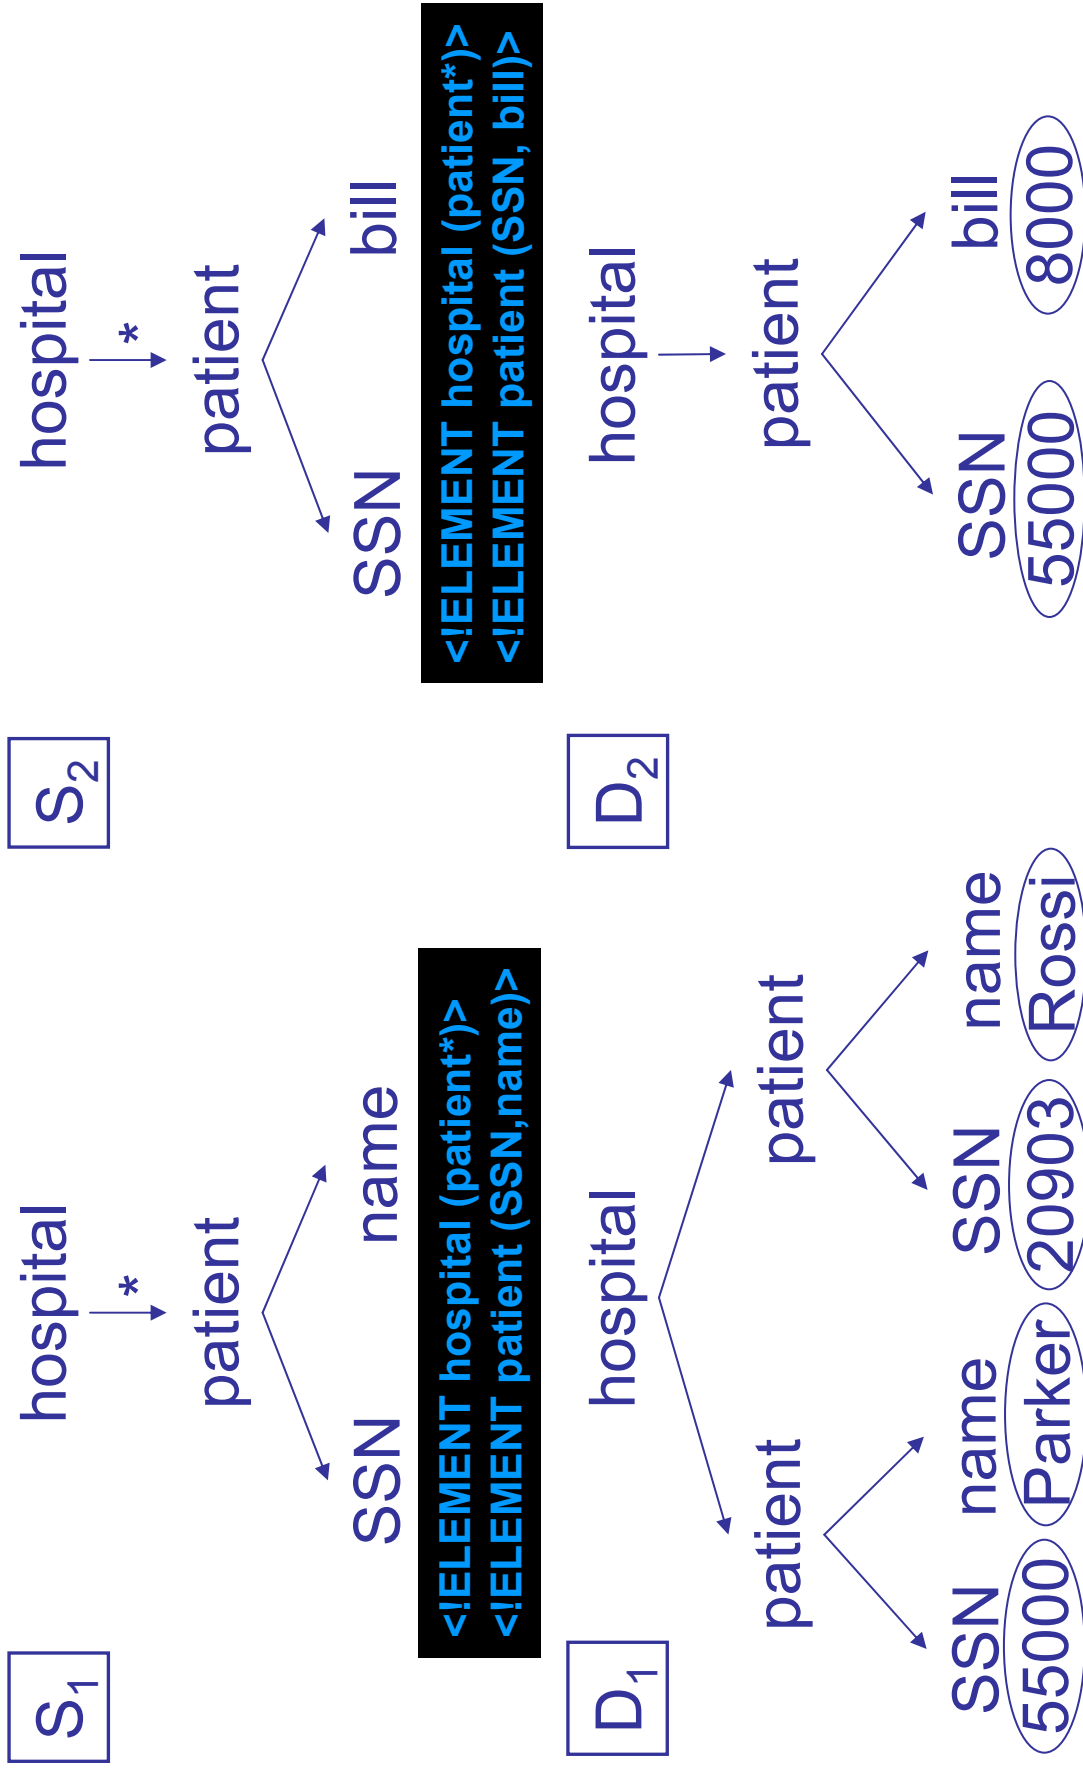 S1
hospital
*
patient
SSN name
<!ELEMENT hospital (patient*)>
<!ELEMENT patient (SSN,name)>
S2
hospital
*
patient
SSN bill
<!ELEMENT hospital (patient*)>
<!ELEMENT patient (SSN, bill)>
D1
hospital
patient patient
SSN name SSN name
55000 Parker 20903 Rossi
D2
hospital
patient
SSN bill
55000 8000